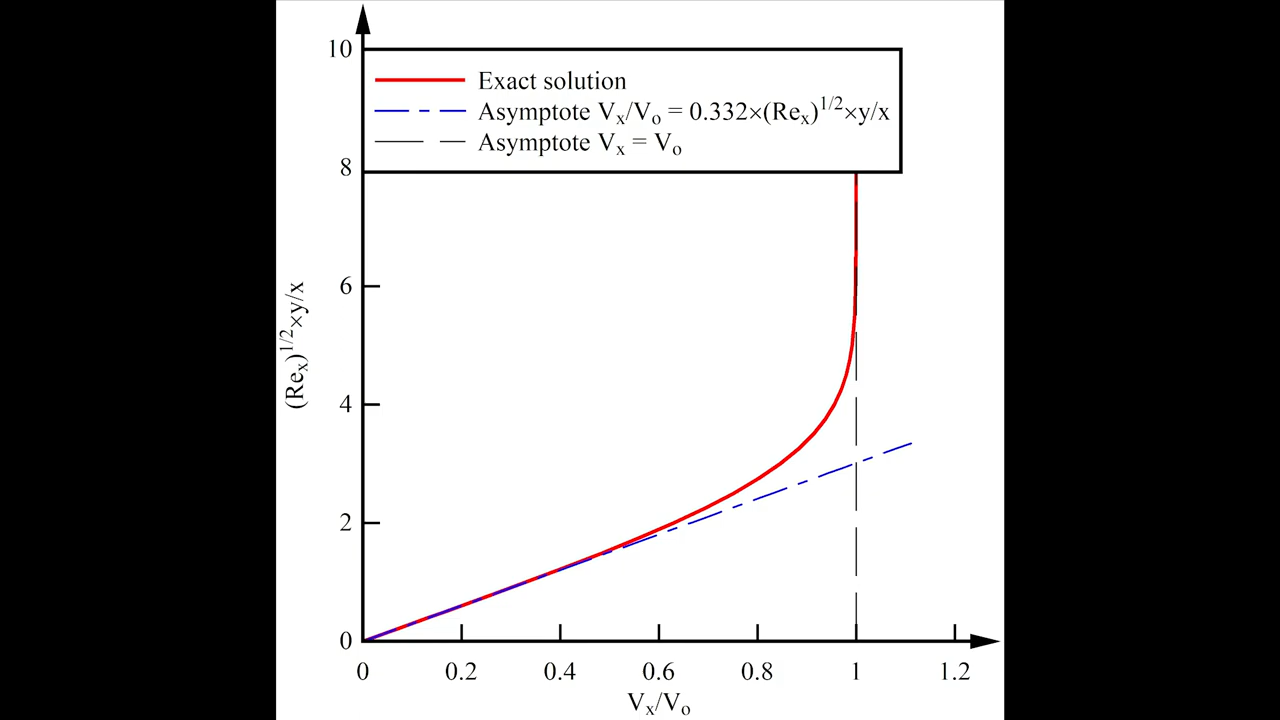 10
Exact solution
Asymptote Vₓ/Vₒ = 0.332×(Reₓ)^1/2×y/x
Asymptote Vₓ = Vₒ
8
6
(Reₓ)^1/2×y/x
4
2
0
0 0.2 0.4 0.6 0.8 1 1.2
Vₓ/Vₒ